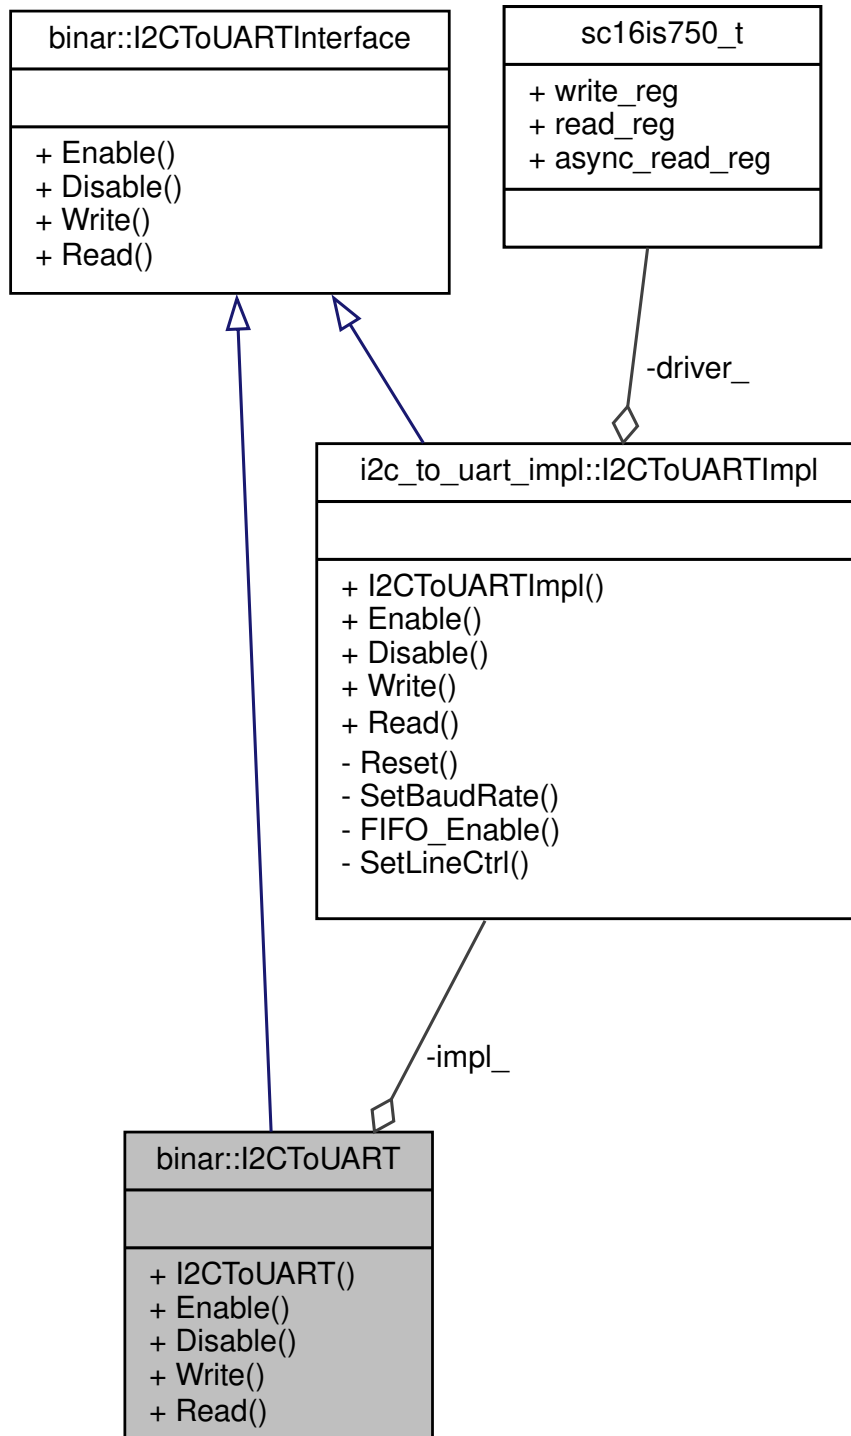 binar::I2CToUARTInterface
+ Enable()
+ Disable()
+ Write()
+ Read()
sc16is750_t
+ write_reg
+ read_reg
+ async_read_reg
-driver_
i2c_to_uart_impl::I2CToUARTImpl
+ I2CToUARTImpl()
+ Enable()
+ Disable()
+ Write()
+ Read()
- Reset()
- SetBaudRate()
- FIFO_Enable()
- SetLineCtrl()
-impl_
binar::I2CToUART
+ I2CToUART()
+ Enable()
+ Disable()
+ Write()
+ Read()